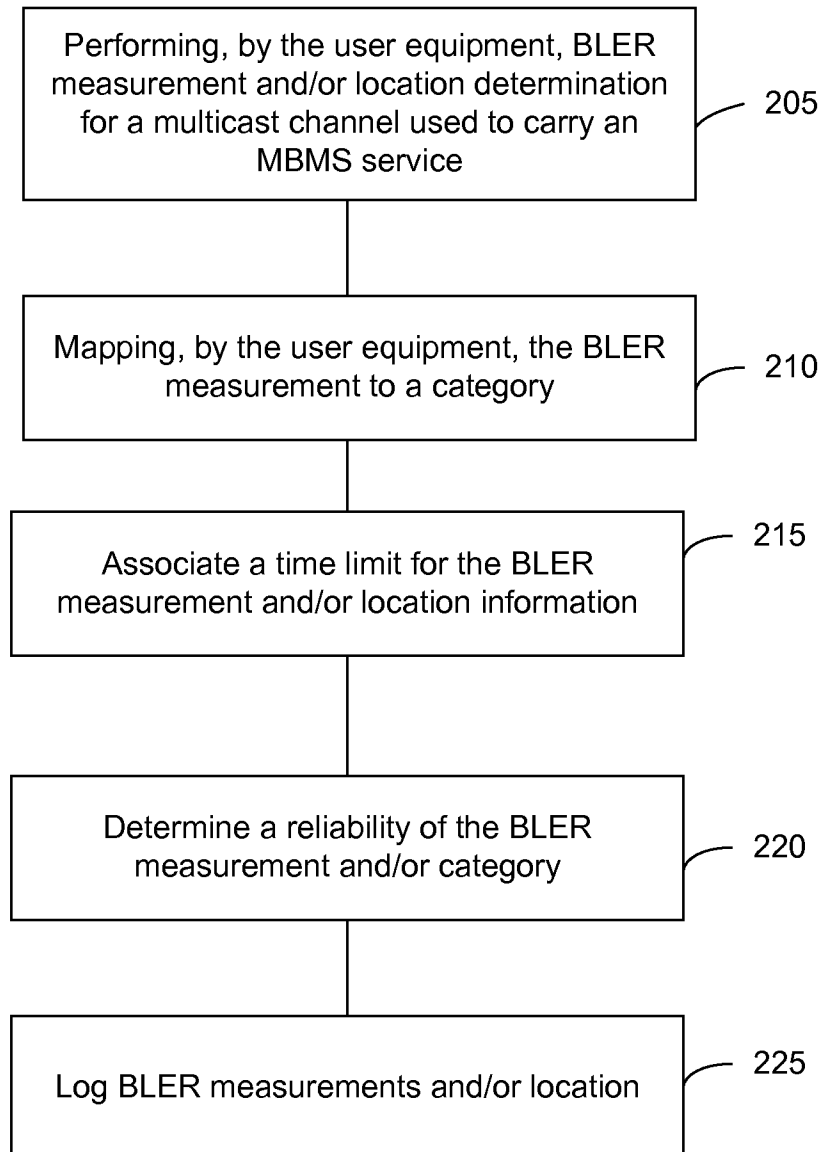 Performing, by the user equipment, BLER
measurement and/or location determination
for a multicast channel used to carry an
MBMS service
205
Mapping, by the user equipment, the BLER
measurement to a category
210
Associate a time limit for the BLER
measurement and/or location information
215
Determine a reliability of the BLER
measurement and/or category
220
Log BLER measurements and/or location
225